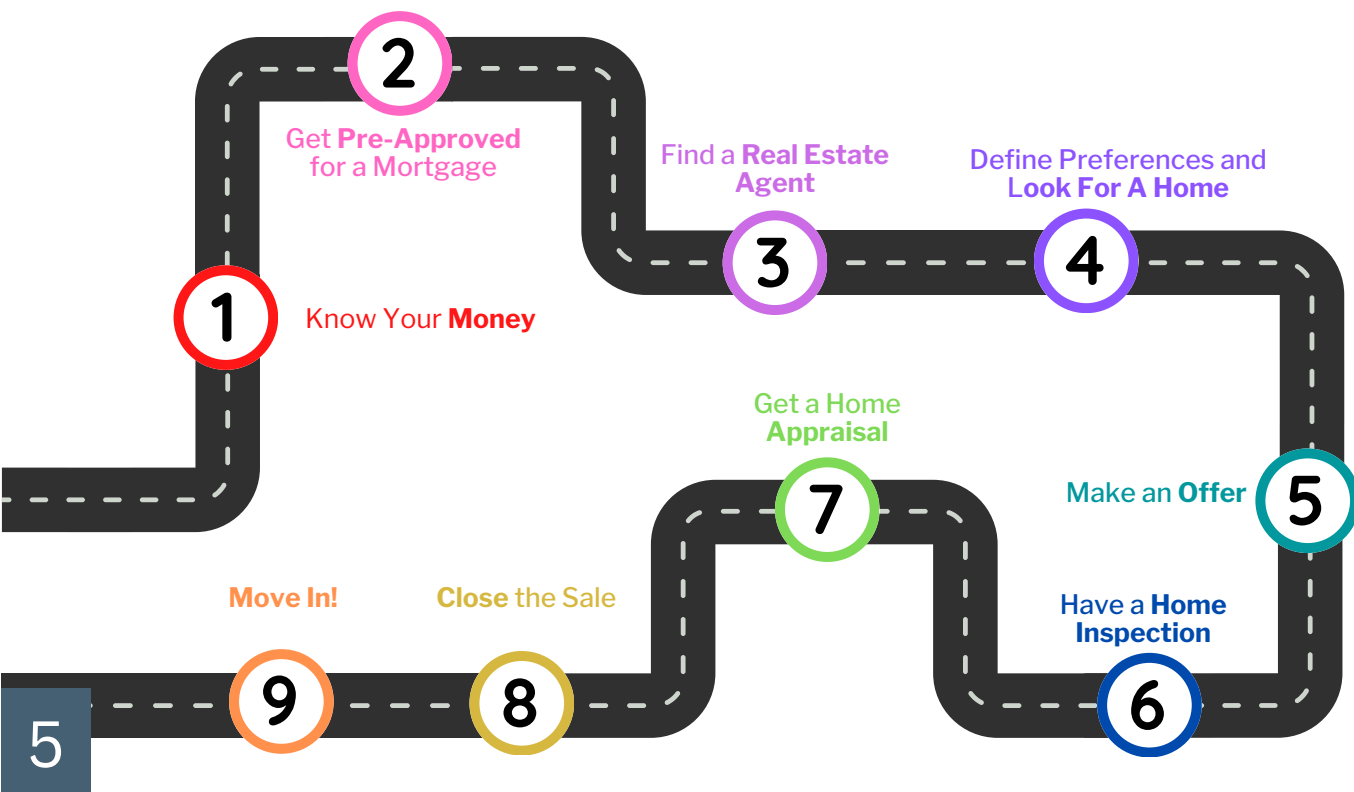 1
Know Your Money
2
Get Pre-Approved
for a Mortgage
Find a Real Estate
Agent
3
Define Preferences and
Look For A Home
4
Make an Offer
5
Have a Home
Inspection
6
Get a Home
Appraisal
7
Close the Sale
8
Move In!
9
5